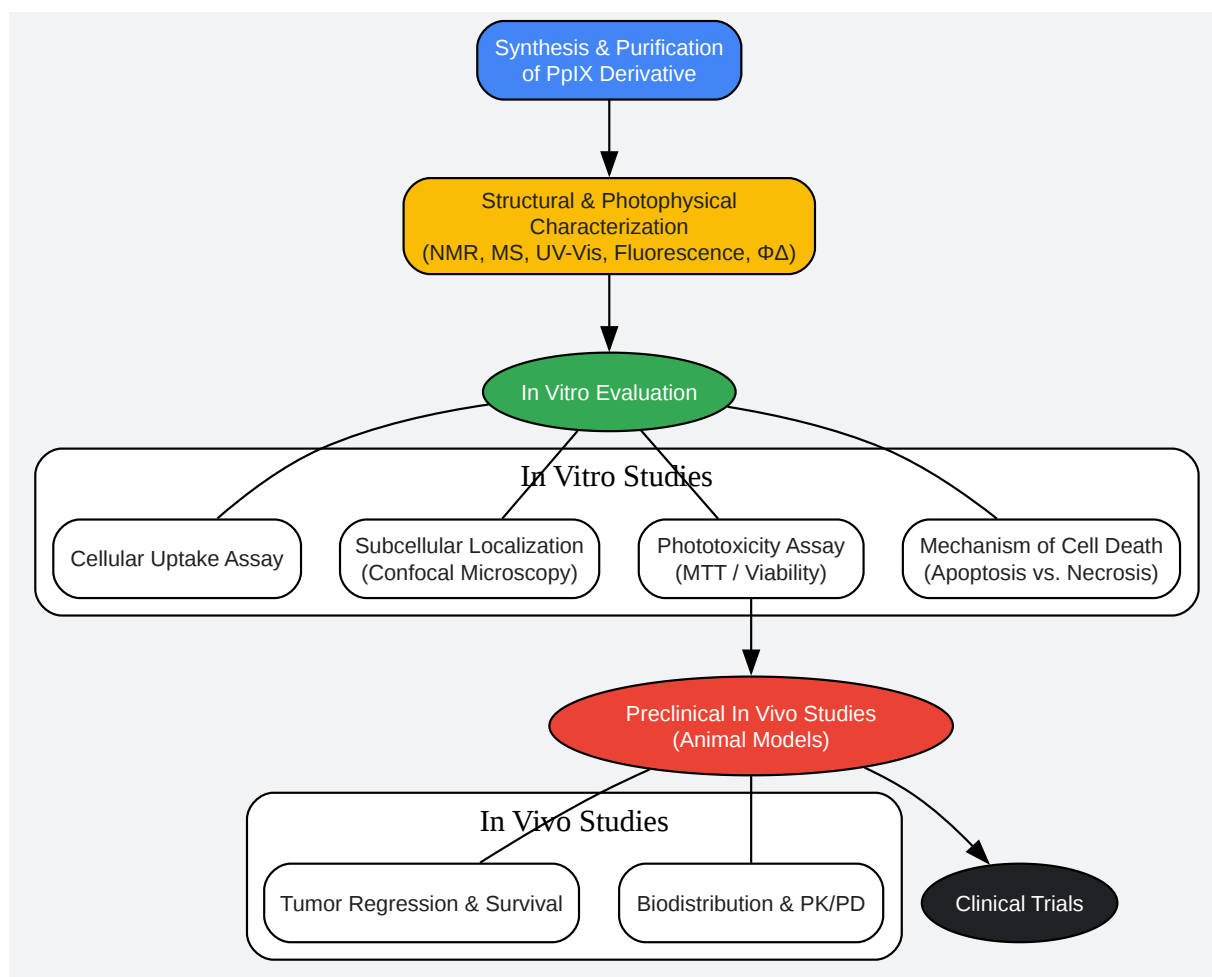 Synthesis & Purification
of PpIX Derivative
Structural & Photophysical
Characterization
(NMR, MS, UV-Vis, Fluorescence, ΦΔ)
In Vitro Evaluation
In Vitro Studies
Cellular Uptake Assay
Subcellular Localization
(Confocal Microscopy)
Phototoxicity Assay
(MTT / Viability)
Mechanism of Cell Death
(Apoptosis vs. Necrosis)
Preclinical In Vivo Studies
(Animal Models)
In Vivo Studies
Tumor Regression & Survival
Biodistribution & PK/PD
Clinical Trials